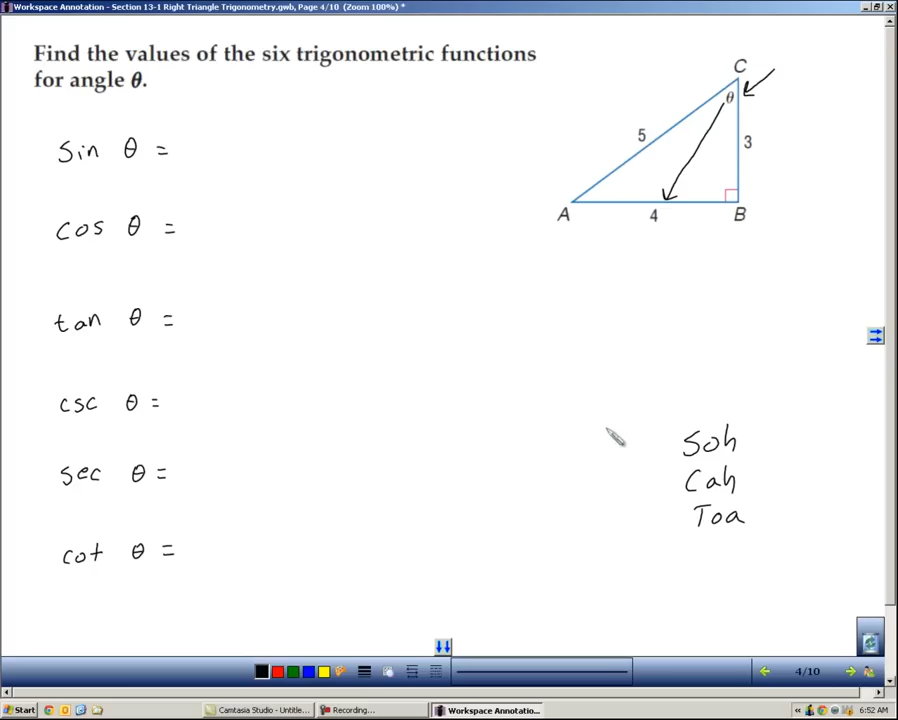 Workspace Annotation - Section 13-1 Right Triangle Trigonometry.gwb, Page 4/10 (Zoom 100%) *
Find the values of the six trigonometric functions
for angle θ.
C
θ
5
3
A
4
B
sin θ =
cos θ =
tan θ =
csc θ =
sec θ =
cot θ =
Soh
Cah
Toa
4/10
Start
Camtasia Studio - Untitle...
Recording...
Workspace Annotatio...
6:52 AM